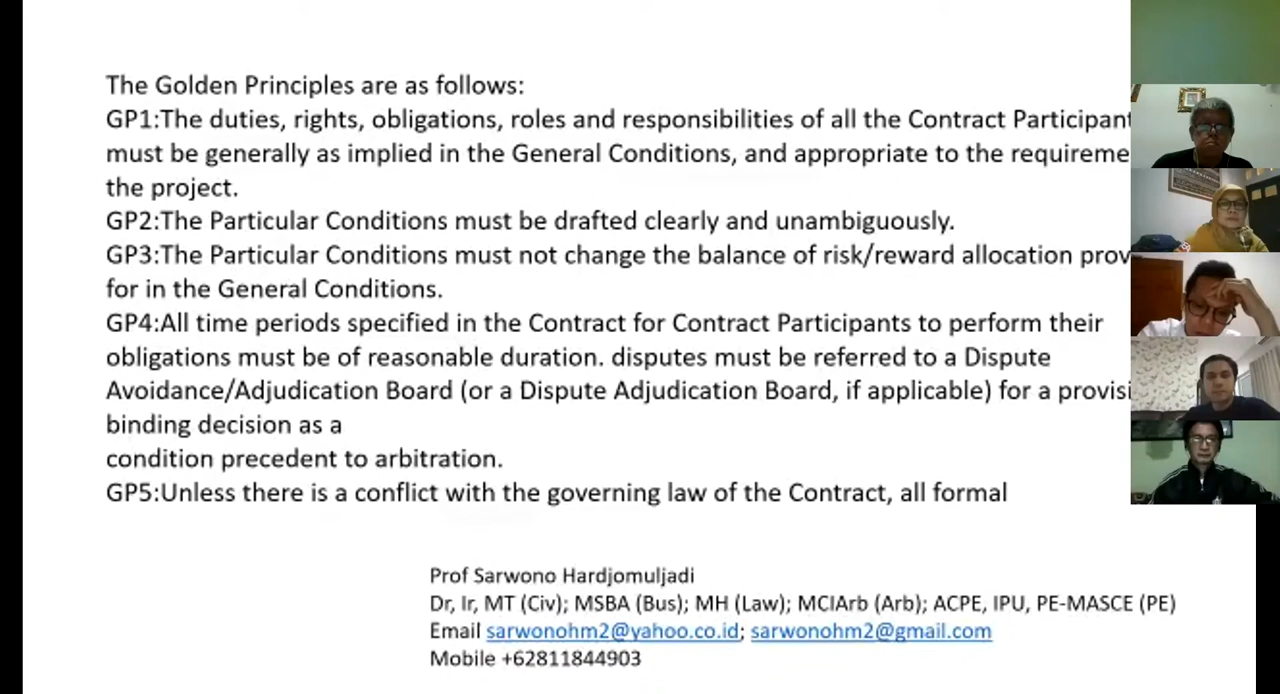 The Golden Principles are as follows:
GP1:The duties, rights, obligations, roles and responsibilities of all the Contract Participant
must be generally as implied in the General Conditions, and appropriate to the requireme
the project.
GP2:The Particular Conditions must be drafted clearly and unambiguously.
GP3:The Particular Conditions must not change the balance of risk/reward allocation prov
for in the General Conditions.
GP4:All time periods specified in the Contract for Contract Participants to perform their
obligations must be of reasonable duration. disputes must be referred to a Dispute
Avoidance/Adjudication Board (or a Dispute Adjudication Board, if applicable) for a provisi
binding decision as a
condition precedent to arbitration.
GP5:Unless there is a conflict with the governing law of the Contract, all formal
Prof Sarwono Hardjomuljadi
Dr, Ir, MT (Civ); MSBA (Bus); MH (Law); MCIArb (Arb); ACPE, IPU, PE-MASCE (PE)
Email sarwonohm2@yahoo.co.id; sarwonohm2@gmail.com
Mobile +62811844903